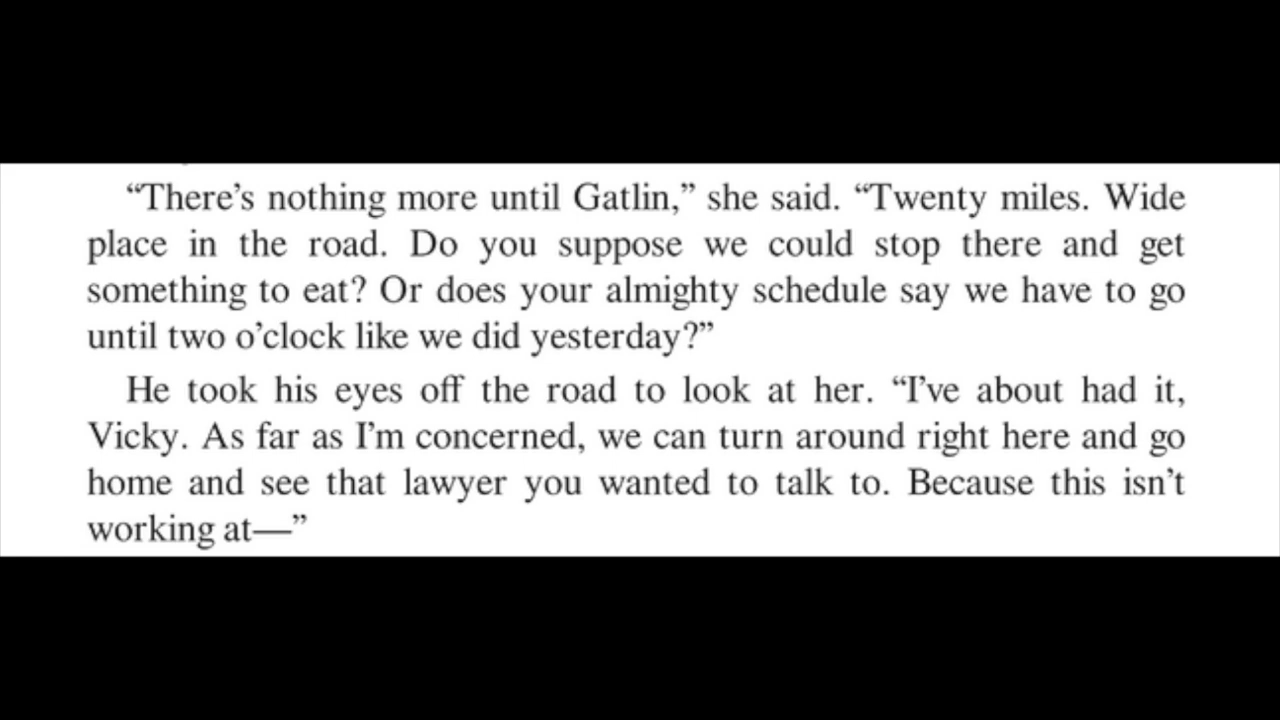 “There’s nothing more until Gatlin,” she said. “Twenty miles. Wide
place in the road. Do you suppose we could stop there and get
something to eat? Or does your almighty schedule say we have to go
until two o’clock like we did yesterday?”
He took his eyes off the road to look at her. “I’ve about had it,
Vicky. As far as I’m concerned, we can turn around right here and go
home and see that lawyer you wanted to talk to. Because this isn’t
working at—”